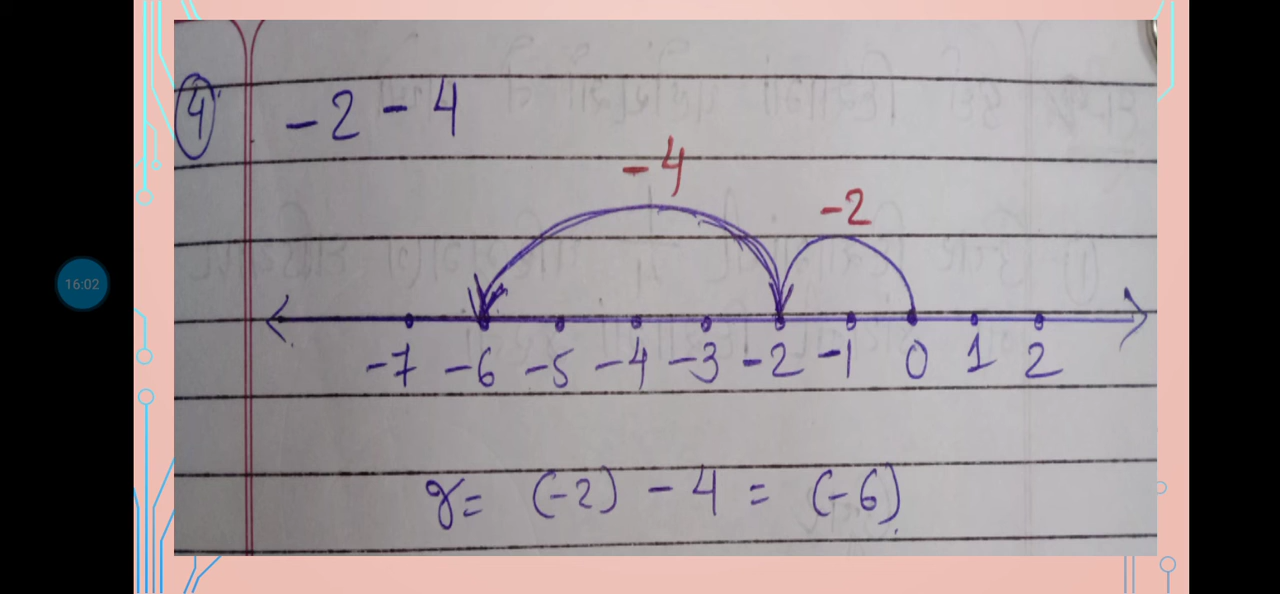 ④ -2 - 4
-4
-2
-7 -6 -5 -4 -3 -2 -1 0 1 2
(-2) - 4 = (-6)
16:02